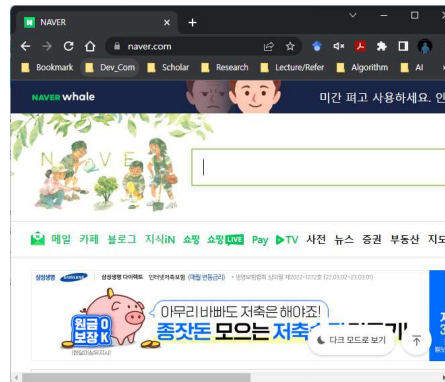 NAVER
naver.com
Bookmark Dev_Com Scholar Research Lecture/Refer Algorithm AI
NAVER whale 미간 펴고 사용하세요.
NAVER
메일 카페 블로그 지식iN 쇼핑 쇼핑LIVE Pay TV 사전 뉴스 증권 부동산 지도
삼성생명 SAMSUNG 삼성생명 다이렉트 인터넷저축보험
아무리 바빠도 저축은 해야죠!
원금 보장 OK
종잣돈 모으는 저축
다크 모드로 보기